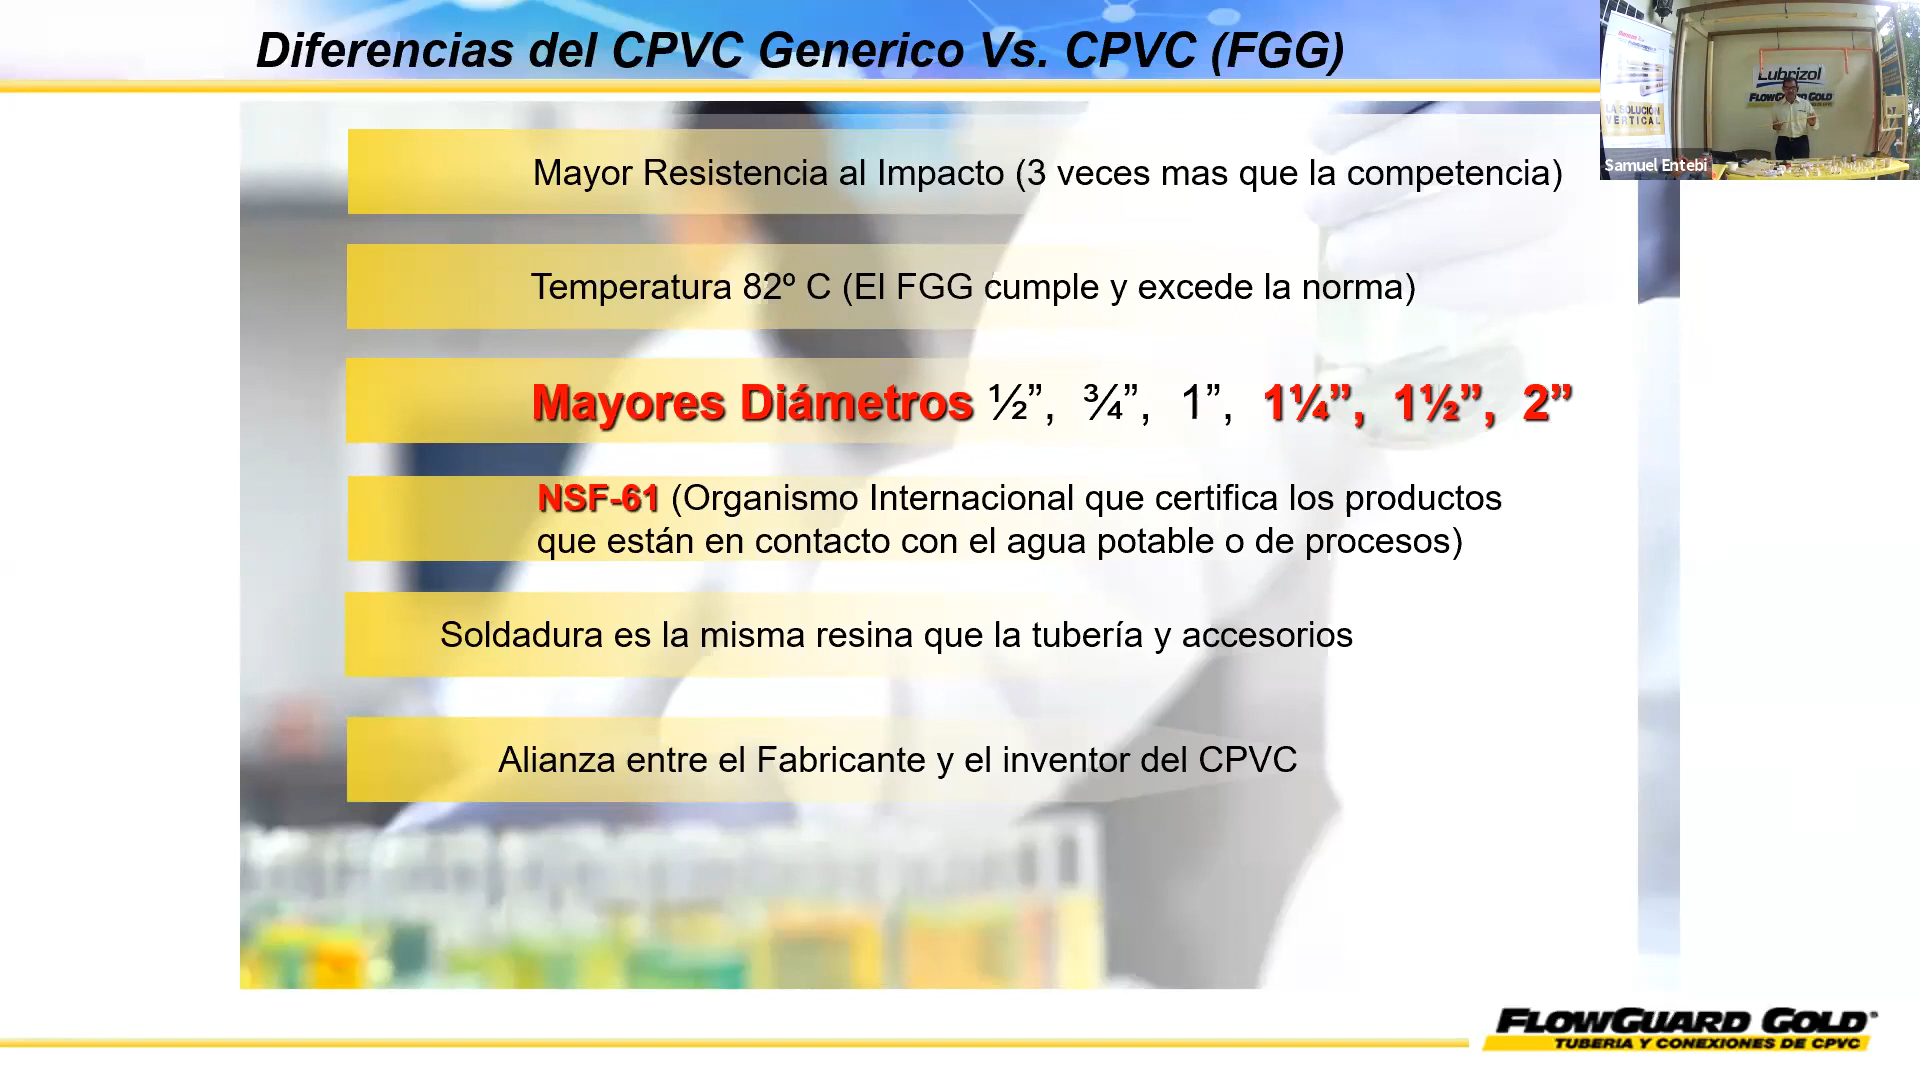 Diferencias del CPVC Generico Vs. CPVC (FGG)
Mayor Resistencia al Impacto (3 veces mas que la competencia)
Temperatura 82º C (El FGG cumple y excede la norma)
Mayores Diámetros ½”, ¾”, 1”, 1¼”, 1½”, 2”
NSF-61 (Organismo Internacional que certifica los productos
que están en contacto con el agua potable o de procesos)
Soldadura es la misma resina que la tubería y accesorios
Alianza entre el Fabricante y el inventor del CPVC
Lubrizol
FLOWGUARD GOLD
LA SOLUCIÓN
VERTICAL
Samuel Entebi
FLOWGUARD GOLD®
TUBERIA Y CONEXIONES DE CPVC